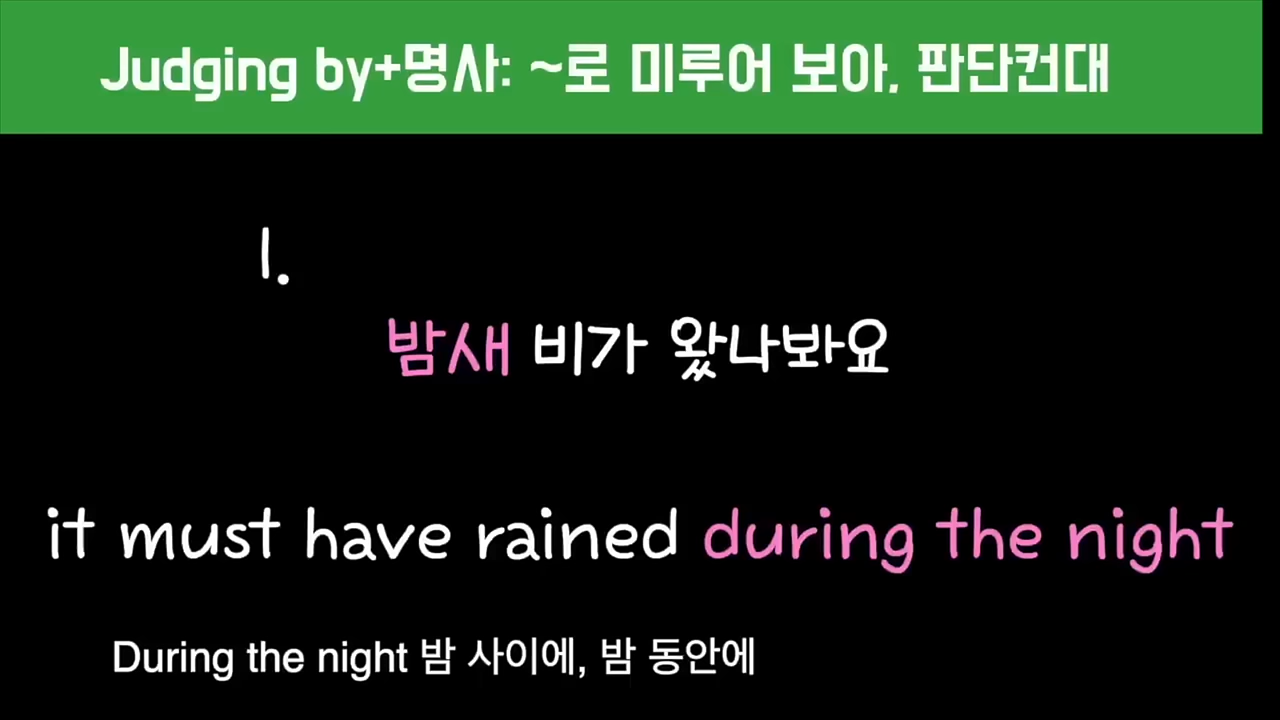 Judging by+명사: ~로 미루어 보아, 판단컨대
1.
밤새 비가 왔나봐요
it must have rained during the night
During the night 밤 사이에, 밤 동안에